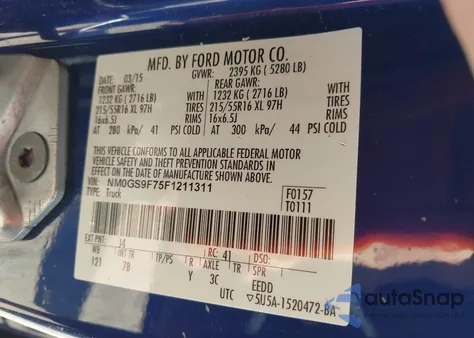 MFD. BY FORD MOTOR CO.
DATE: 03/15 GVWR: 2395 KG ( 5280 LB)
FRONT GAWR: REAR GAWR:
1232 KG (2716 LB) WITH 1232 KG (2716 LB) WITH
215/55R16 XL 97H TIRES 215/55R16 XL 97H TIRES
16x6.5J RIMS 16x6.5J RIMS
AT 280 kPa/ 41 PSI COLD AT 300 kPa/ 44 PSI COLD
THIS VEHICLE CONFORMS TO ALL APPLICABLE FEDERAL MOTOR
VEHICLE SAFETY AND THEFT PREVENTION STANDARDS IN
EFFECT ON THE DATE OF MANUFACTURE SHOWN ABOVE.
VIN: NM0GS9F75F1211311 F0157
TYPE: Truck T0111
EXT PNT: J4 RC: 41 DSO:
WB INT TR TP/PS R AXLE TR SPR
121 7B Y 3C EEDD
UTC ▽5U5A-1520472-BA
autoSnap